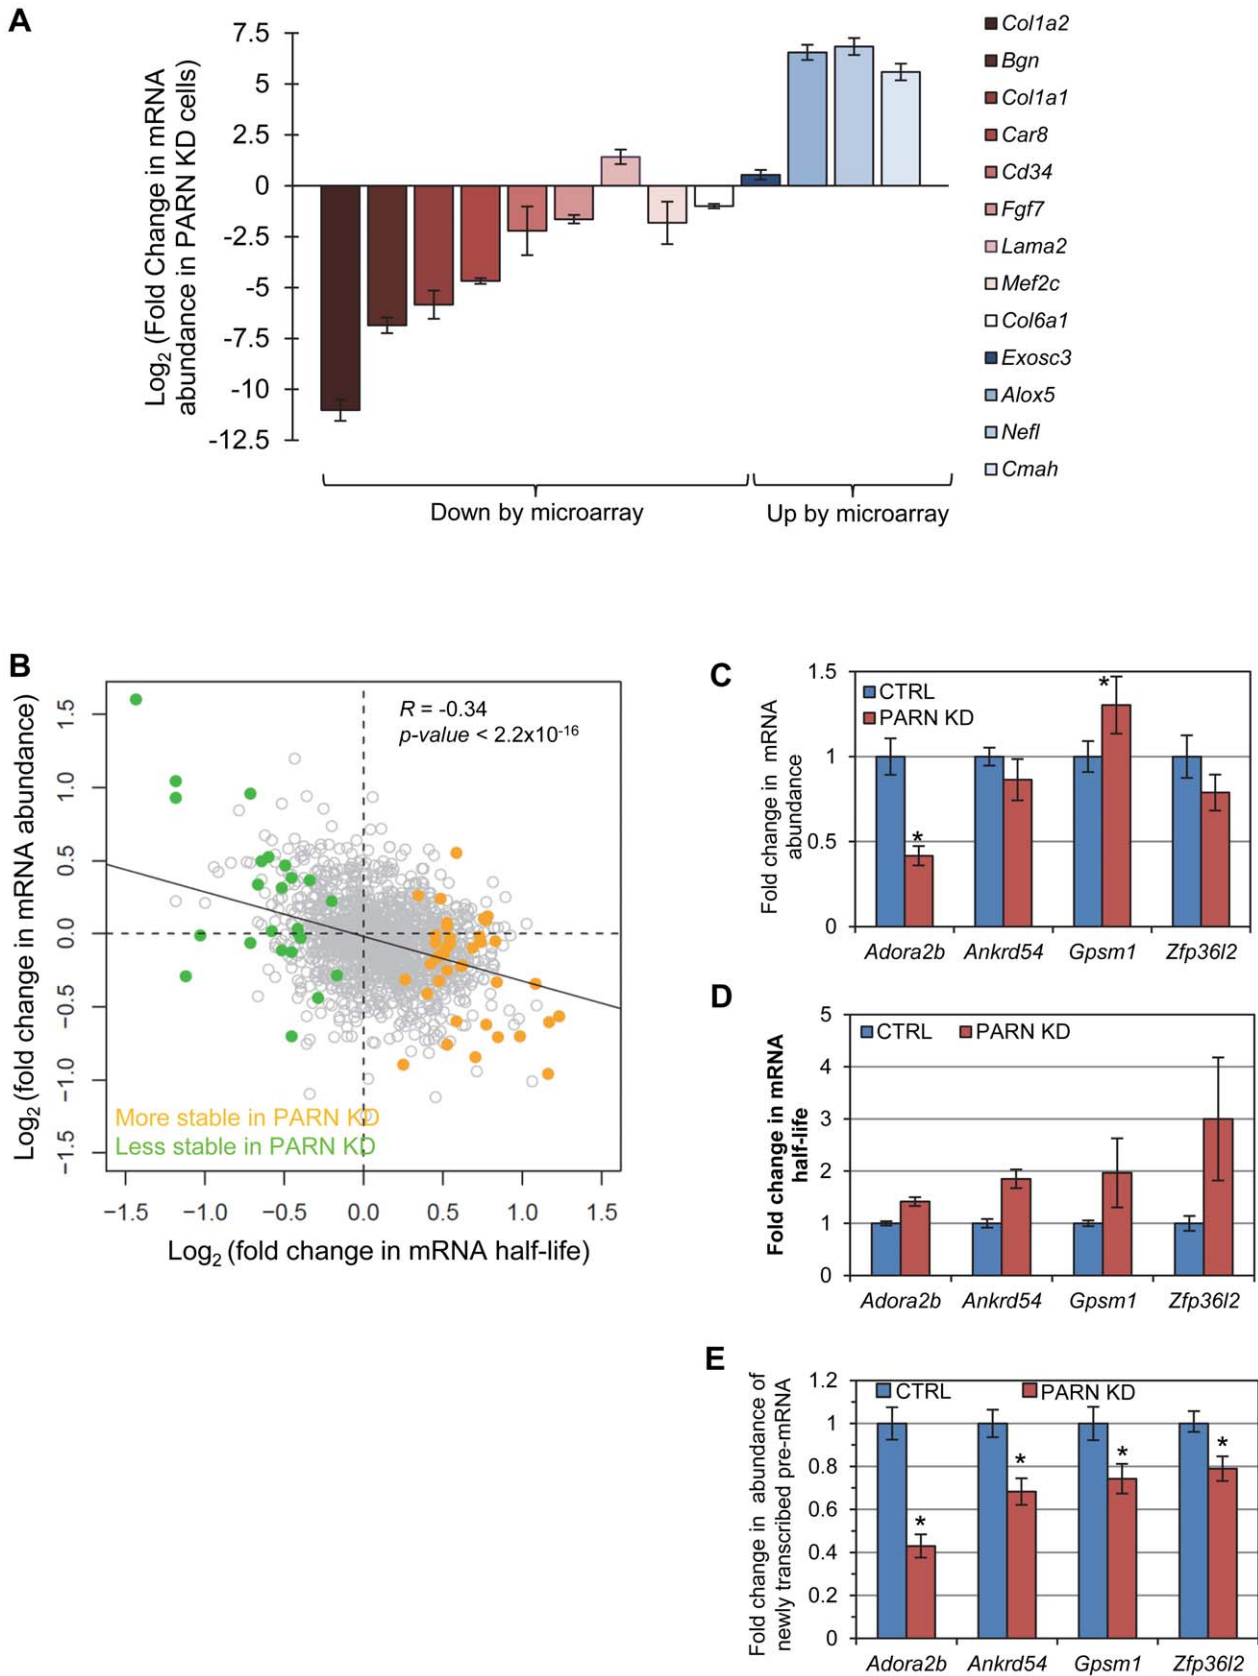 A
Log2 (Fold Change in mRNA
abundance in PARN KD cells)
7.5
5
2.5
0
-2.5
-5
-7.5
-10
-12.5
Down by microarray
Up by microarray
Col1a2
Bgn
Col1a1
Car8
Cd34
Fgf7
Lama2
Mef2c
Col6a1
Exosc3
Alox5
Nefl
Cmah
B
Log2 (fold change in mRNA abundance)
1.5
1.0
0.5
0.0
−0.5
−1.0
−1.5
R = -0.34
p-value < 2.2x10-16
More stable in PARN KD
Less stable in PARN KD
−1.5 −1.0 −0.5 0.0 0.5 1.0 1.5
Log2 (fold change in mRNA half-life)
C
Fold change in mRNA
abundance
1.5
1
0.5
0
CTRL
PARN KD
*
*
Adora2b Ankrd54 Gpsm1 Zfp36l2
D
Fold change in mRNA
half-life
5
4
3
2
1
0
CTRL PARN KD
Adora2b Ankrd54 Gpsm1 Zfp36l2
E
Fold change in abundance of
newly transcribed pre-mRNA
1.2
1
0.8
0.6
0.4
0.2
0
CTRL PARN KD
* * * *
Adora2b Ankrd54 Gpsm1 Zfp36l2